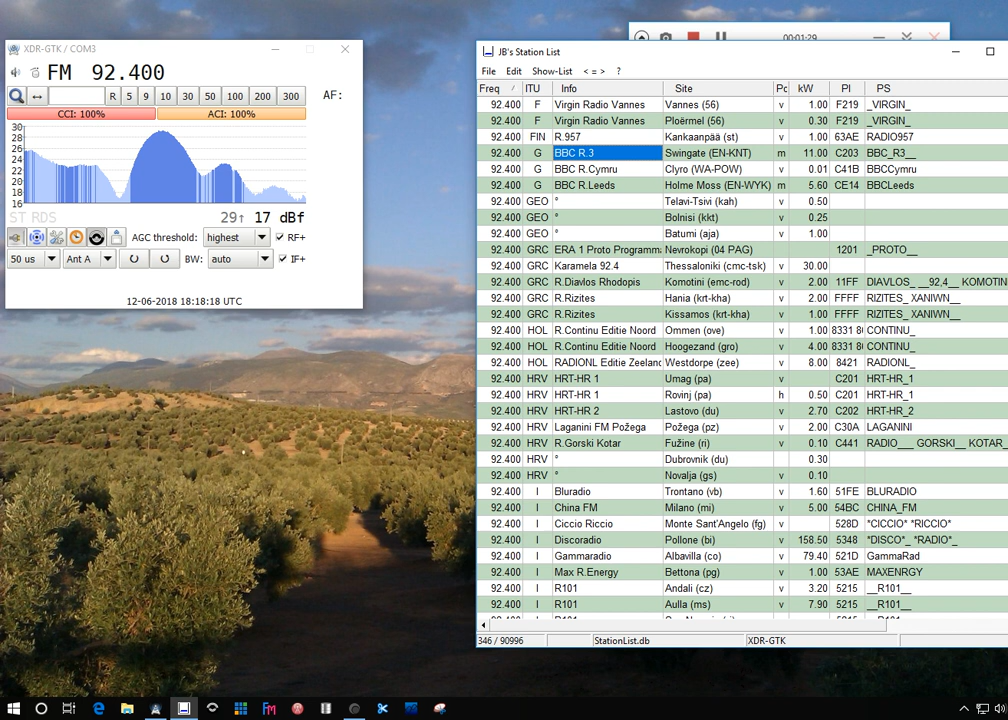 XDR-GTK / COM3
FM 92.400
R 5 9 10 30 50 100 200 300 AF:
CCI: 100% ACI: 100%
30
28
26
24
22
20
18
16
ST RDS 29↑ 17 dBf
AGC threshold: highest RF+
50 us Ant A BW: auto IF+
12-06-2018 18:18:18 UTC
00:01:29
JB's Station List
File Edit Show-List < = > ?
Freq ITU Info Site Pc kW PI PS
92.400 F Virgin Radio Vannes Vannes (56) v 1.00 F219 _VIRGIN_
92.400 F Virgin Radio Vannes Ploërmel (56) v 0.30 F219 _VIRGIN_
92.400 FIN R.957 Kankaanpää (st) v 1.00 63AE RADIO957
92.400 G BBC R.3 Swingate (EN-KNT) m 11.00 C203 BBC_R3__
92.400 G BBC R.Cymru Clyro (WA-POW) v 0.01 C41B BBCCymru
92.400 G BBC R.Leeds Holme Moss (EN-WYK) m 5.60 CE14 BBCLeeds
92.400 GEO ° Telavi-Tsivi (kah) v 0.50
92.400 GEO ° Bolnisi (kkt) v 0.25
92.400 GEO ° Batumi (aja) v 1.00
92.400 GRC ERA 1 Proto Programma Nevrokopi (04 PAG) 1201 _PROTO__
92.400 GRC Karamela 92.4 Thessaloniki (cmc-tsk) v 30.00
92.400 GRC R.Diavlos Rhodopis Komotini (emc-rod) v 2.00 11FF DIAVLOS_ __92,4__ KOMOTIN
92.400 GRC R.Rizites Hania (krt-kha) v 2.00 FFFF RIZITES_ XANIWN__
92.400 GRC R.Rizites Kissamos (krt-kha) v 1.00 FFFF RIZITES_ XANIWN__
92.400 HOL R.Continu Editie Noord Ommen (ove) v 1.00 8331 8 CONTINU_
92.400 HOL R.Continu Editie Noord Hoogezand (gro) v 4.00 8331 8 CONTINU_
92.400 HOL RADIONL Editie Zeeland Westdorpe (zee) v 8.00 8421 RADIONL_
92.400 HRV HRT-HR 1 Umag (pa) v C201 HRT-HR_1
92.400 HRV HRT-HR 1 Rovinj (pa) h 0.50 C201 HRT-HR_1
92.400 HRV HRT-HR 2 Lastovo (du) v 2.70 C202 HRT-HR_2
92.400 HRV Laganini FM Požega Požega (pz) v 2.00 C30A LAGANINI
92.400 HRV R.Gorski Kotar Fužine (ri) v 0.10 C441 RADIO___ GORSKI__ KOTAR_
92.400 HRV ° Dubrovnik (du) 0.30
92.400 HRV ° Novalja (gs) v 0.10
92.400 I Bluradio Trontano (vb) v 1.60 51FE BLURADIO
92.400 I China FM Milano (mi) v 5.00 54BC CHINA_FM
92.400 I Ciccio Riccio Monte Sant'Angelo (fg) v 528D *CICCIO* *RICCIO*
92.400 I Discoradio Pollone (bi) v 158.50 5348 *DISCO*_ *RADIO*_
92.400 I Gammaradio Albavilla (co) v 79.40 521D GammaRad
92.400 I Max R.Energy Bettona (pg) v 1.00 53AE MAXENRGY
92.400 I R101 Andali (cz) v 3.20 5215 __R101__
92.400 I R101 Aulla (ms) v 7.90 5215 __R101__
346 / 90996 StationList.db XDR-GTK